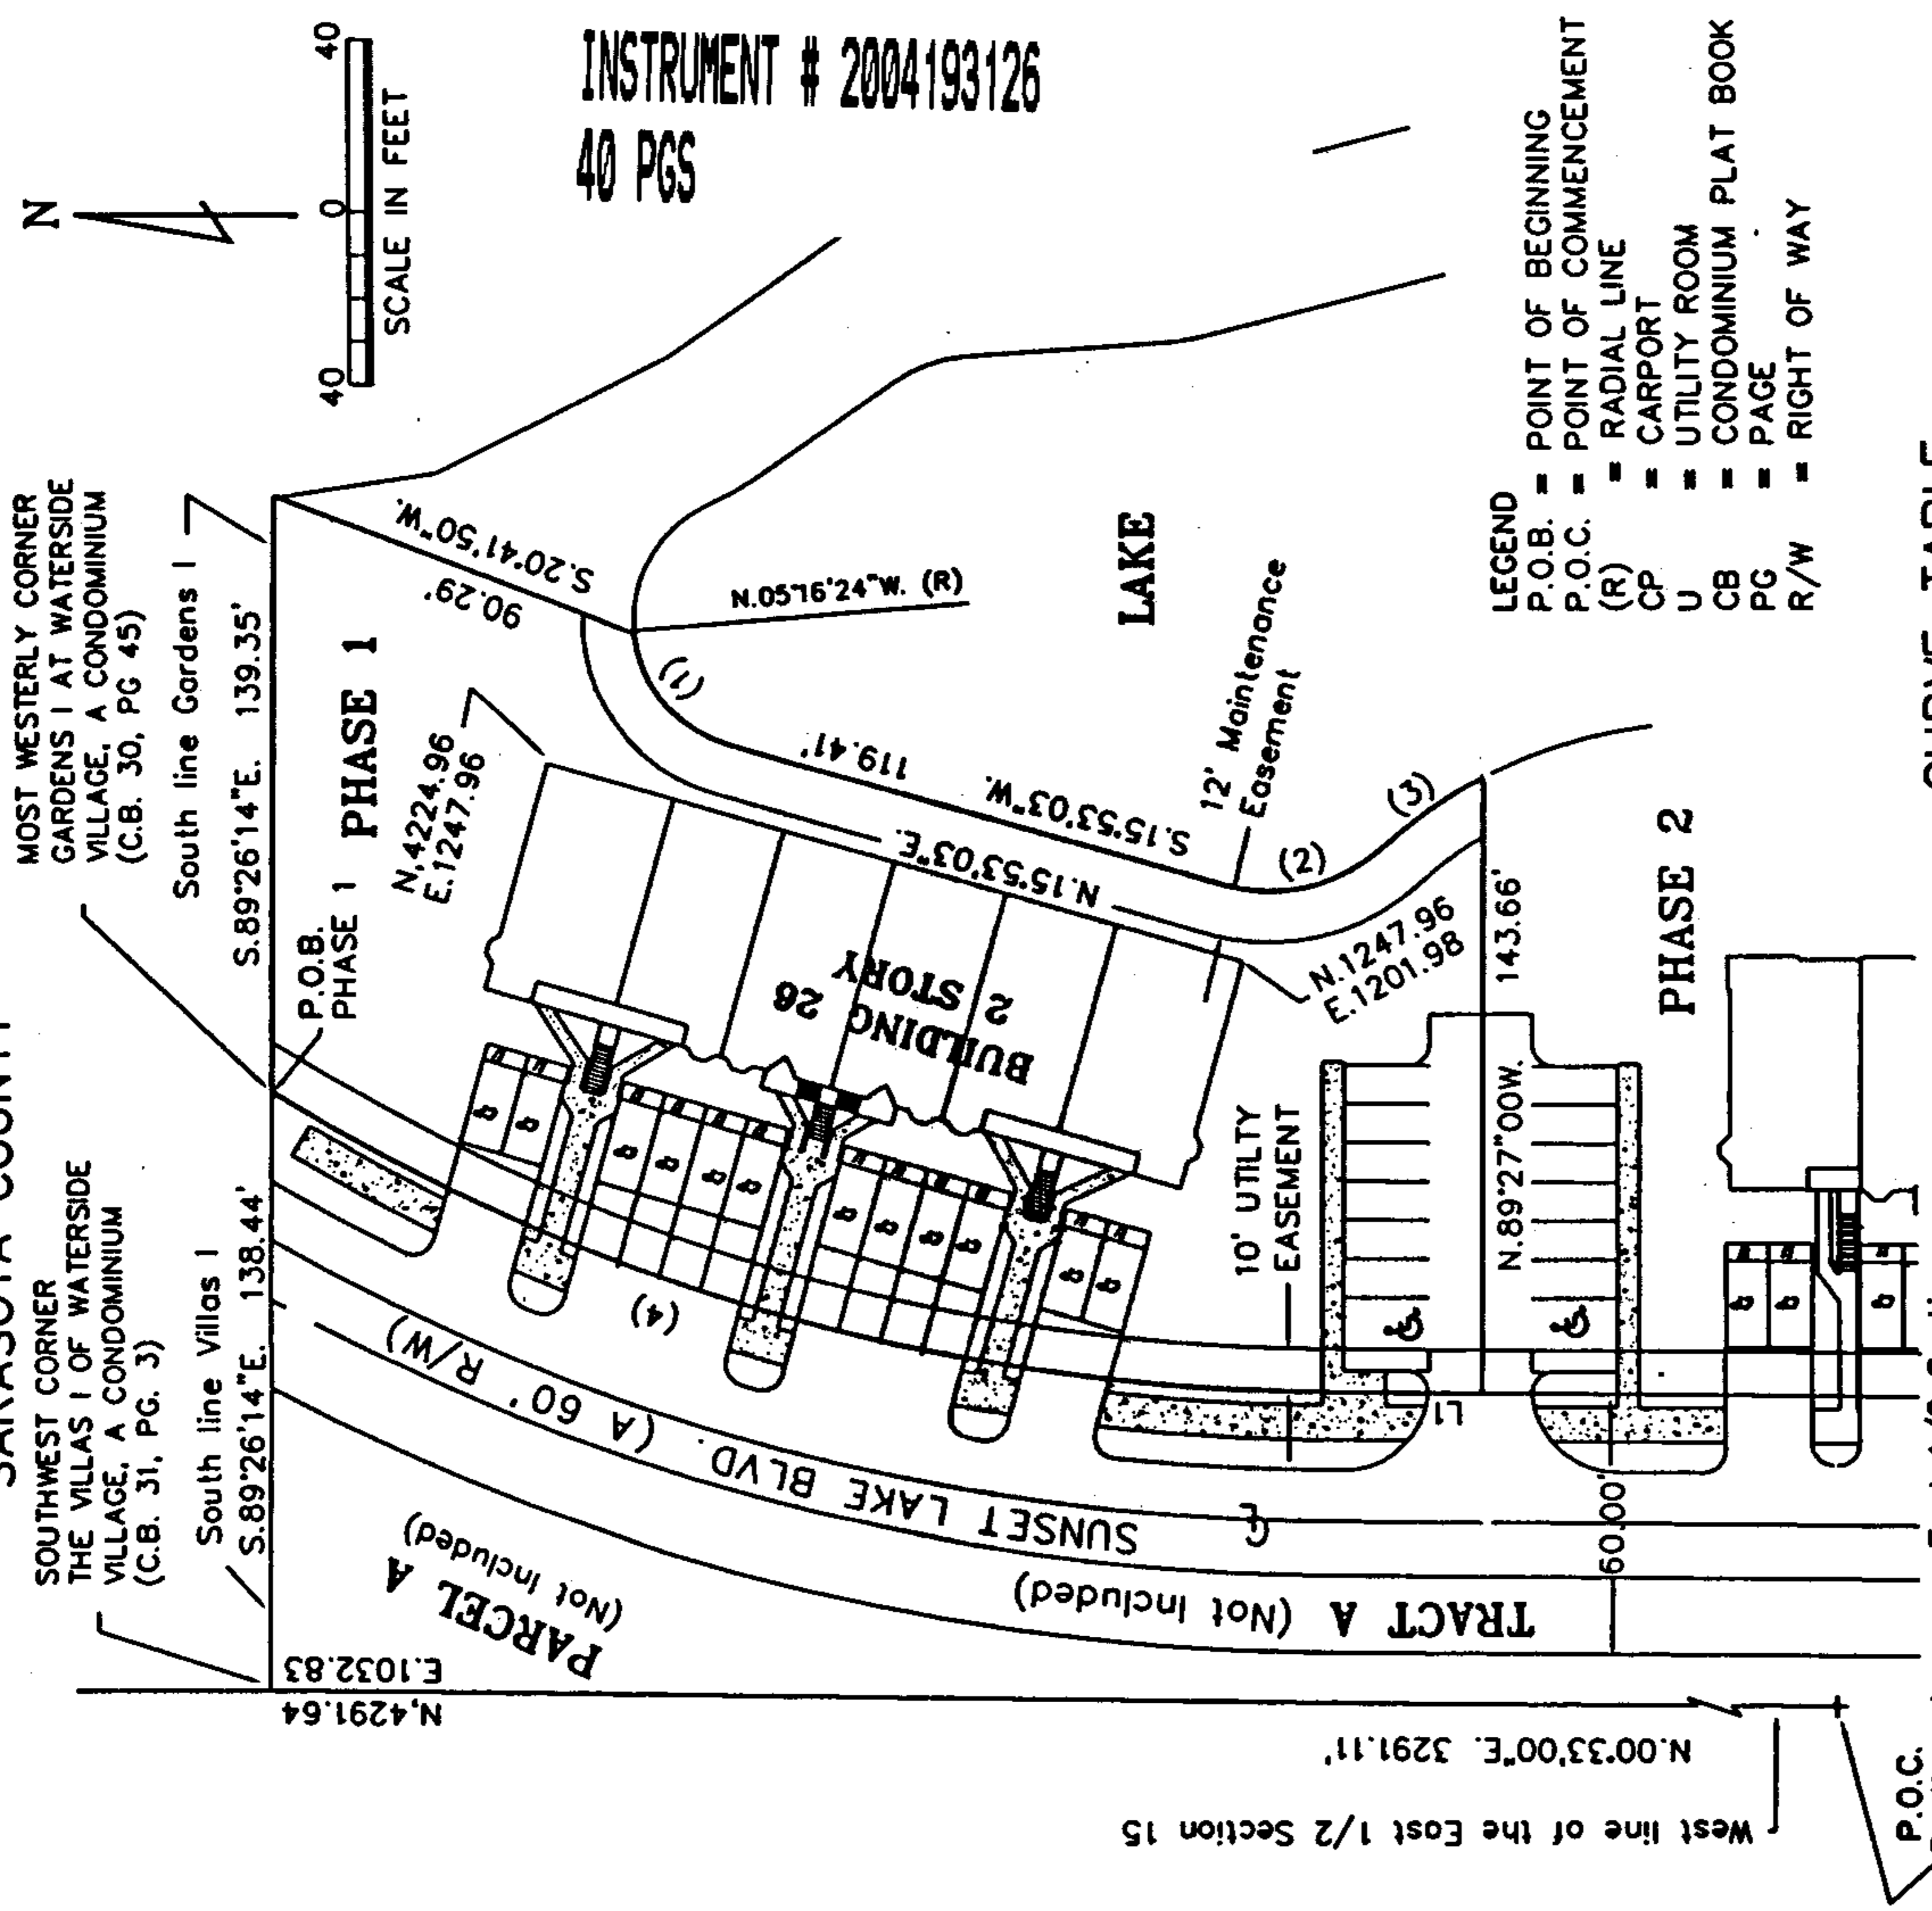 SARASOTA COUNTY
N
40 0 40
SCALE IN FEET
INSTRUMENT # 2004193126
40 PGS
SOUTHWEST CORNER
THE VILLAS I OF WATERSIDE
VILLAGE, A CONDOMINIUM
(C.B. 31, PG. 3)
South line Villas I
S.89°26'14"E. 138.44'
MOST WESTERLY CORNER
GARDENS I AT WATERSIDE
VILLAGE, A CONDOMINIUM
(C.B. 30, PG 45)
South line Gardens I
S.89°26'14"E. 139.35'
P.O.B.
PHASE 1
PHASE 1
N,4224.96
E.1247.96
S.20°41'50"W.
90.29'
N.05°16'24"W. (R)
(1)
119.41'
S.15°53'03"W.
N.15°53'03"E.
12' Maintenance
Easement
LAKE
(2)
(3)
N.1247.96
E.1201.98
BUILDING 26
2 STORY
N,4291.64
E.1032.83
PARCEL A
(Not Included)
SUNSET LAKE BLVD. (A 60' R/W)
(4)
TRACT A (Not Included)
10' UTILTY
EASEMENT
L1
N.89°27"00W. 143.66'
60.00'
PHASE 2
N.00°33'00"E. 3291.11'
West line of the East 1/2 Section 15
P.O.C.
LEGEND
P.O.B. = POINT OF BEGINNING
P.O.C. = POINT OF COMMENCEMENT
(R) = RADIAL LINE
CP = CARPORT
U = UTILITY ROOM
CB = CONDOMINIUM PLAT BOOK
PG = PAGE
R/W = RIGHT OF WAY
CURVE TABLE